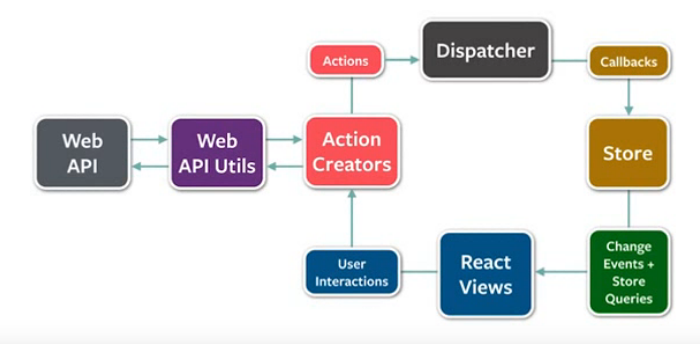 Actions
Dispatcher
Callbacks
Web
API
Web
API Utils
Action
Creators
Store
User
Interactions
React
Views
Change
Events +
Store
Queries